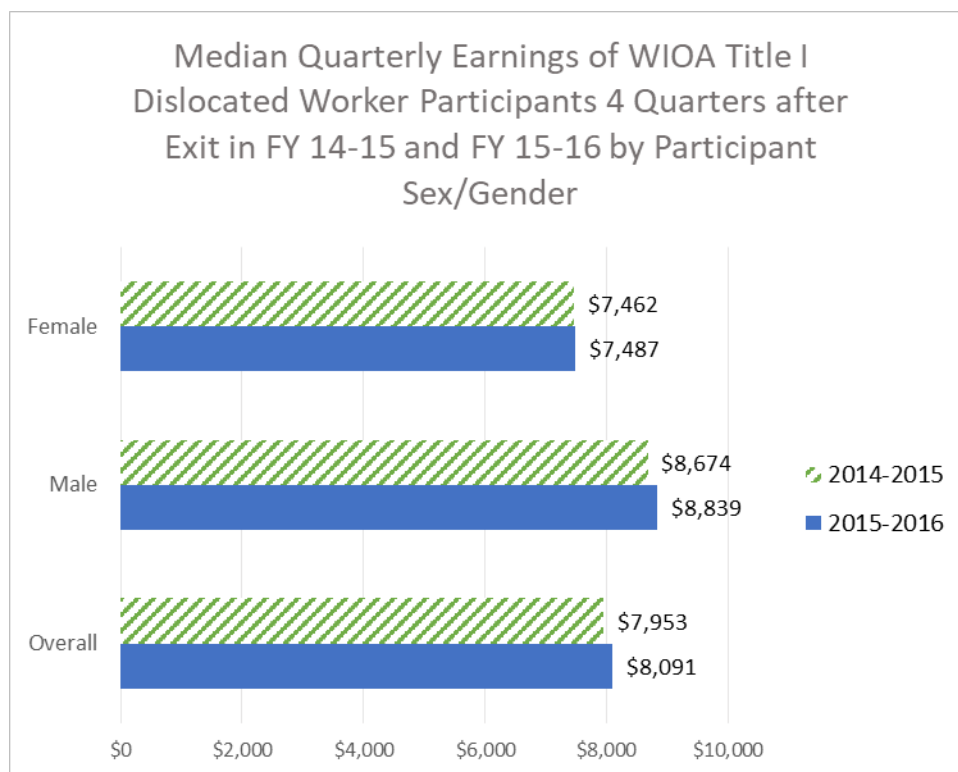 Median Quarterly Earnings of WIOA Title I
Dislocated Worker Participants 4 Quarters after
Exit in FY 14-15 and FY 15-16 by Participant
Sex/Gender
Female
$7,462
$7,487
Male
$8,674
$8,839
2014-2015
2015-2016
Overall
$7,953
$8,091
$0 $2,000 $4,000 $6,000 $8,000 $10,000